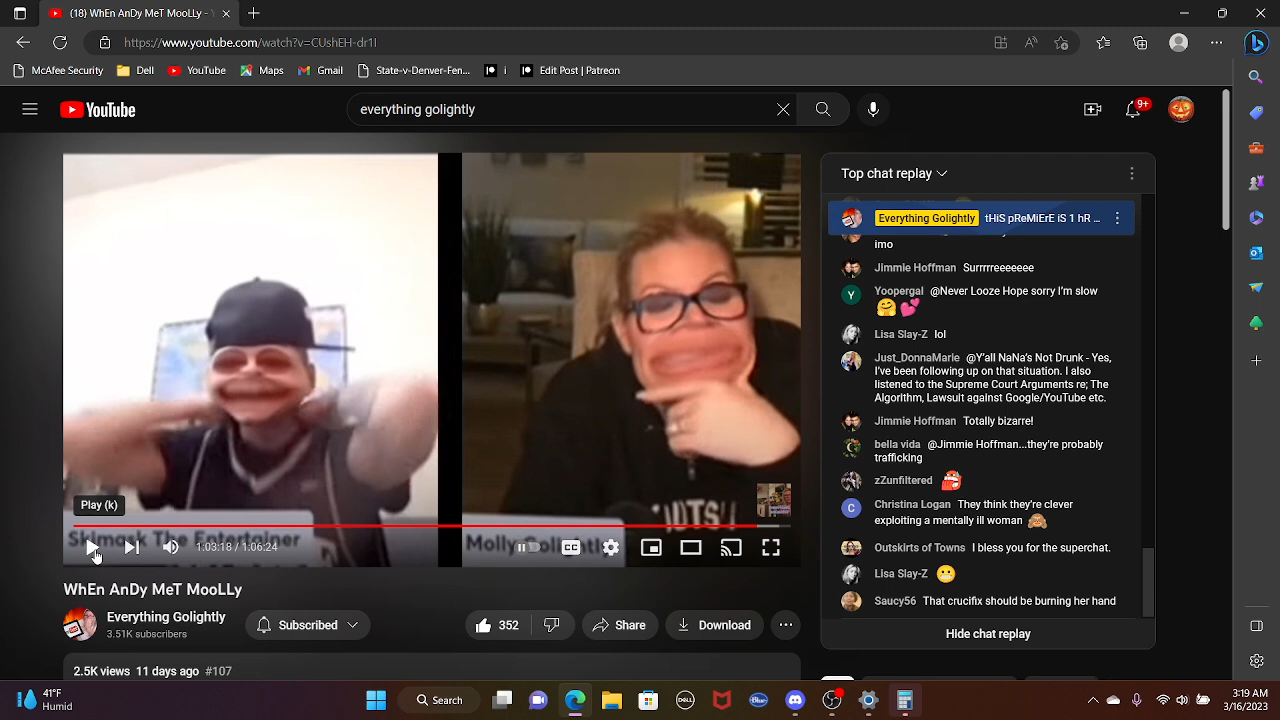 (18) WhEn AnDy MeT MooLLy -
https://www.youtube.com/watch?v=CUshEH-dr1I
McAfee Security
Dell
YouTube
Maps
Gmail
State-v-Denver-Fen...
i
Edit Post | Patreon
YouTube
everything golightly
9+
Top chat replay
Everything Golightly tHiS pReMiErE iS 1 hR ...
imo
Jimmie Hoffman Surrrreeeeeee
Yoopergal @Never Looze Hope sorry I'm slow
Lisa Slay-Z lol
Just_DonnaMarie @Y'all NaNa's Not Drunk - Yes,
I've been following up on that situation. I also
listened to the Supreme Court Arguments re; The
Algorithm, Lawsuit against Google/YouTube etc.
Jimmie Hoffman Totally bizarre!
bella vida @Jimmie Hoffman...they're probably
trafficking
zZunfiltered
Christina Logan They think they're clever
exploiting a mentally ill woman
Outskirts of Towns I bless you for the superchat.
Lisa Slay-Z
Saucy56 That crucifix should be burning her hand
Hide chat replay
Play (k)
Skimask The Entertainer
Molly Golightly
1:03:18 / 1:06:24
WhEn AnDy MeT MooLLy
Everything Golightly
3.51K subscribers
Subscribed
352
Share
Download
2.5K views 11 days ago #107
41°F
Humid
Search
DELL
Blue
3:19 AM
3/16/2023